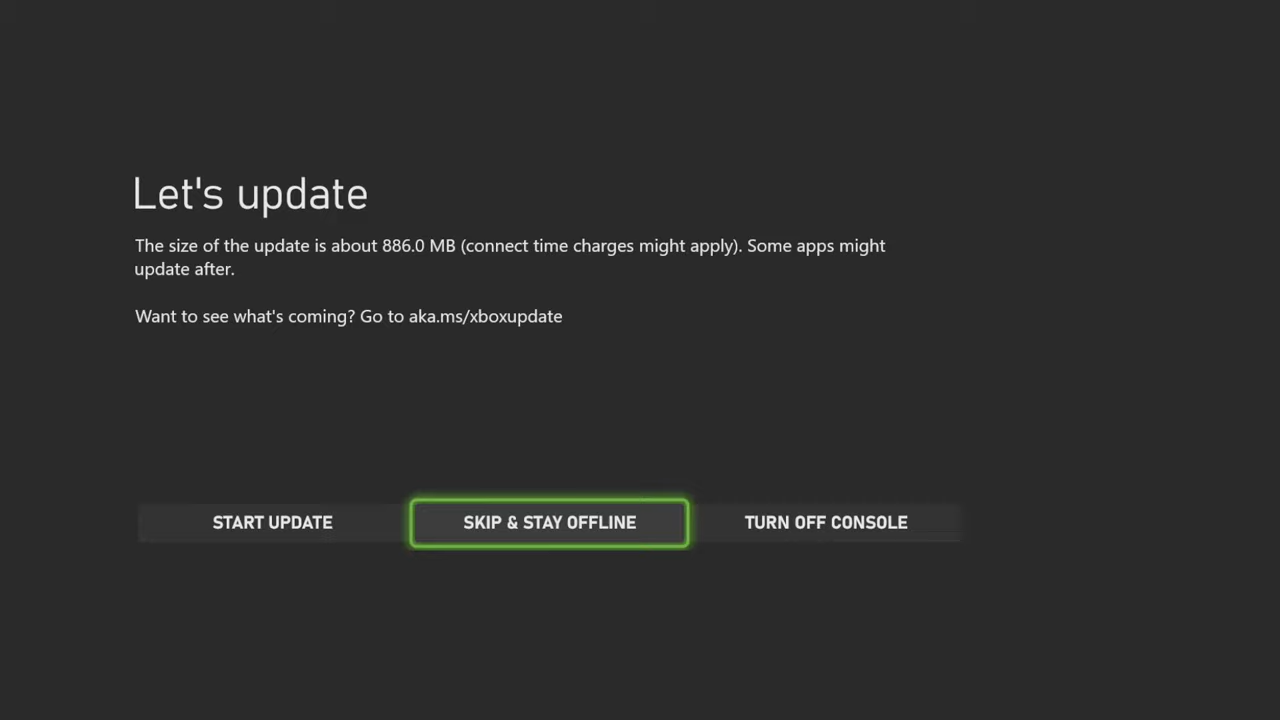 Let's update
The size of the update is about 886.0 MB (connect time charges might apply). Some apps might
update after.
Want to see what's coming? Go to aka.ms/xboxupdate
START UPDATE
SKIP & STAY OFFLINE
TURN OFF CONSOLE